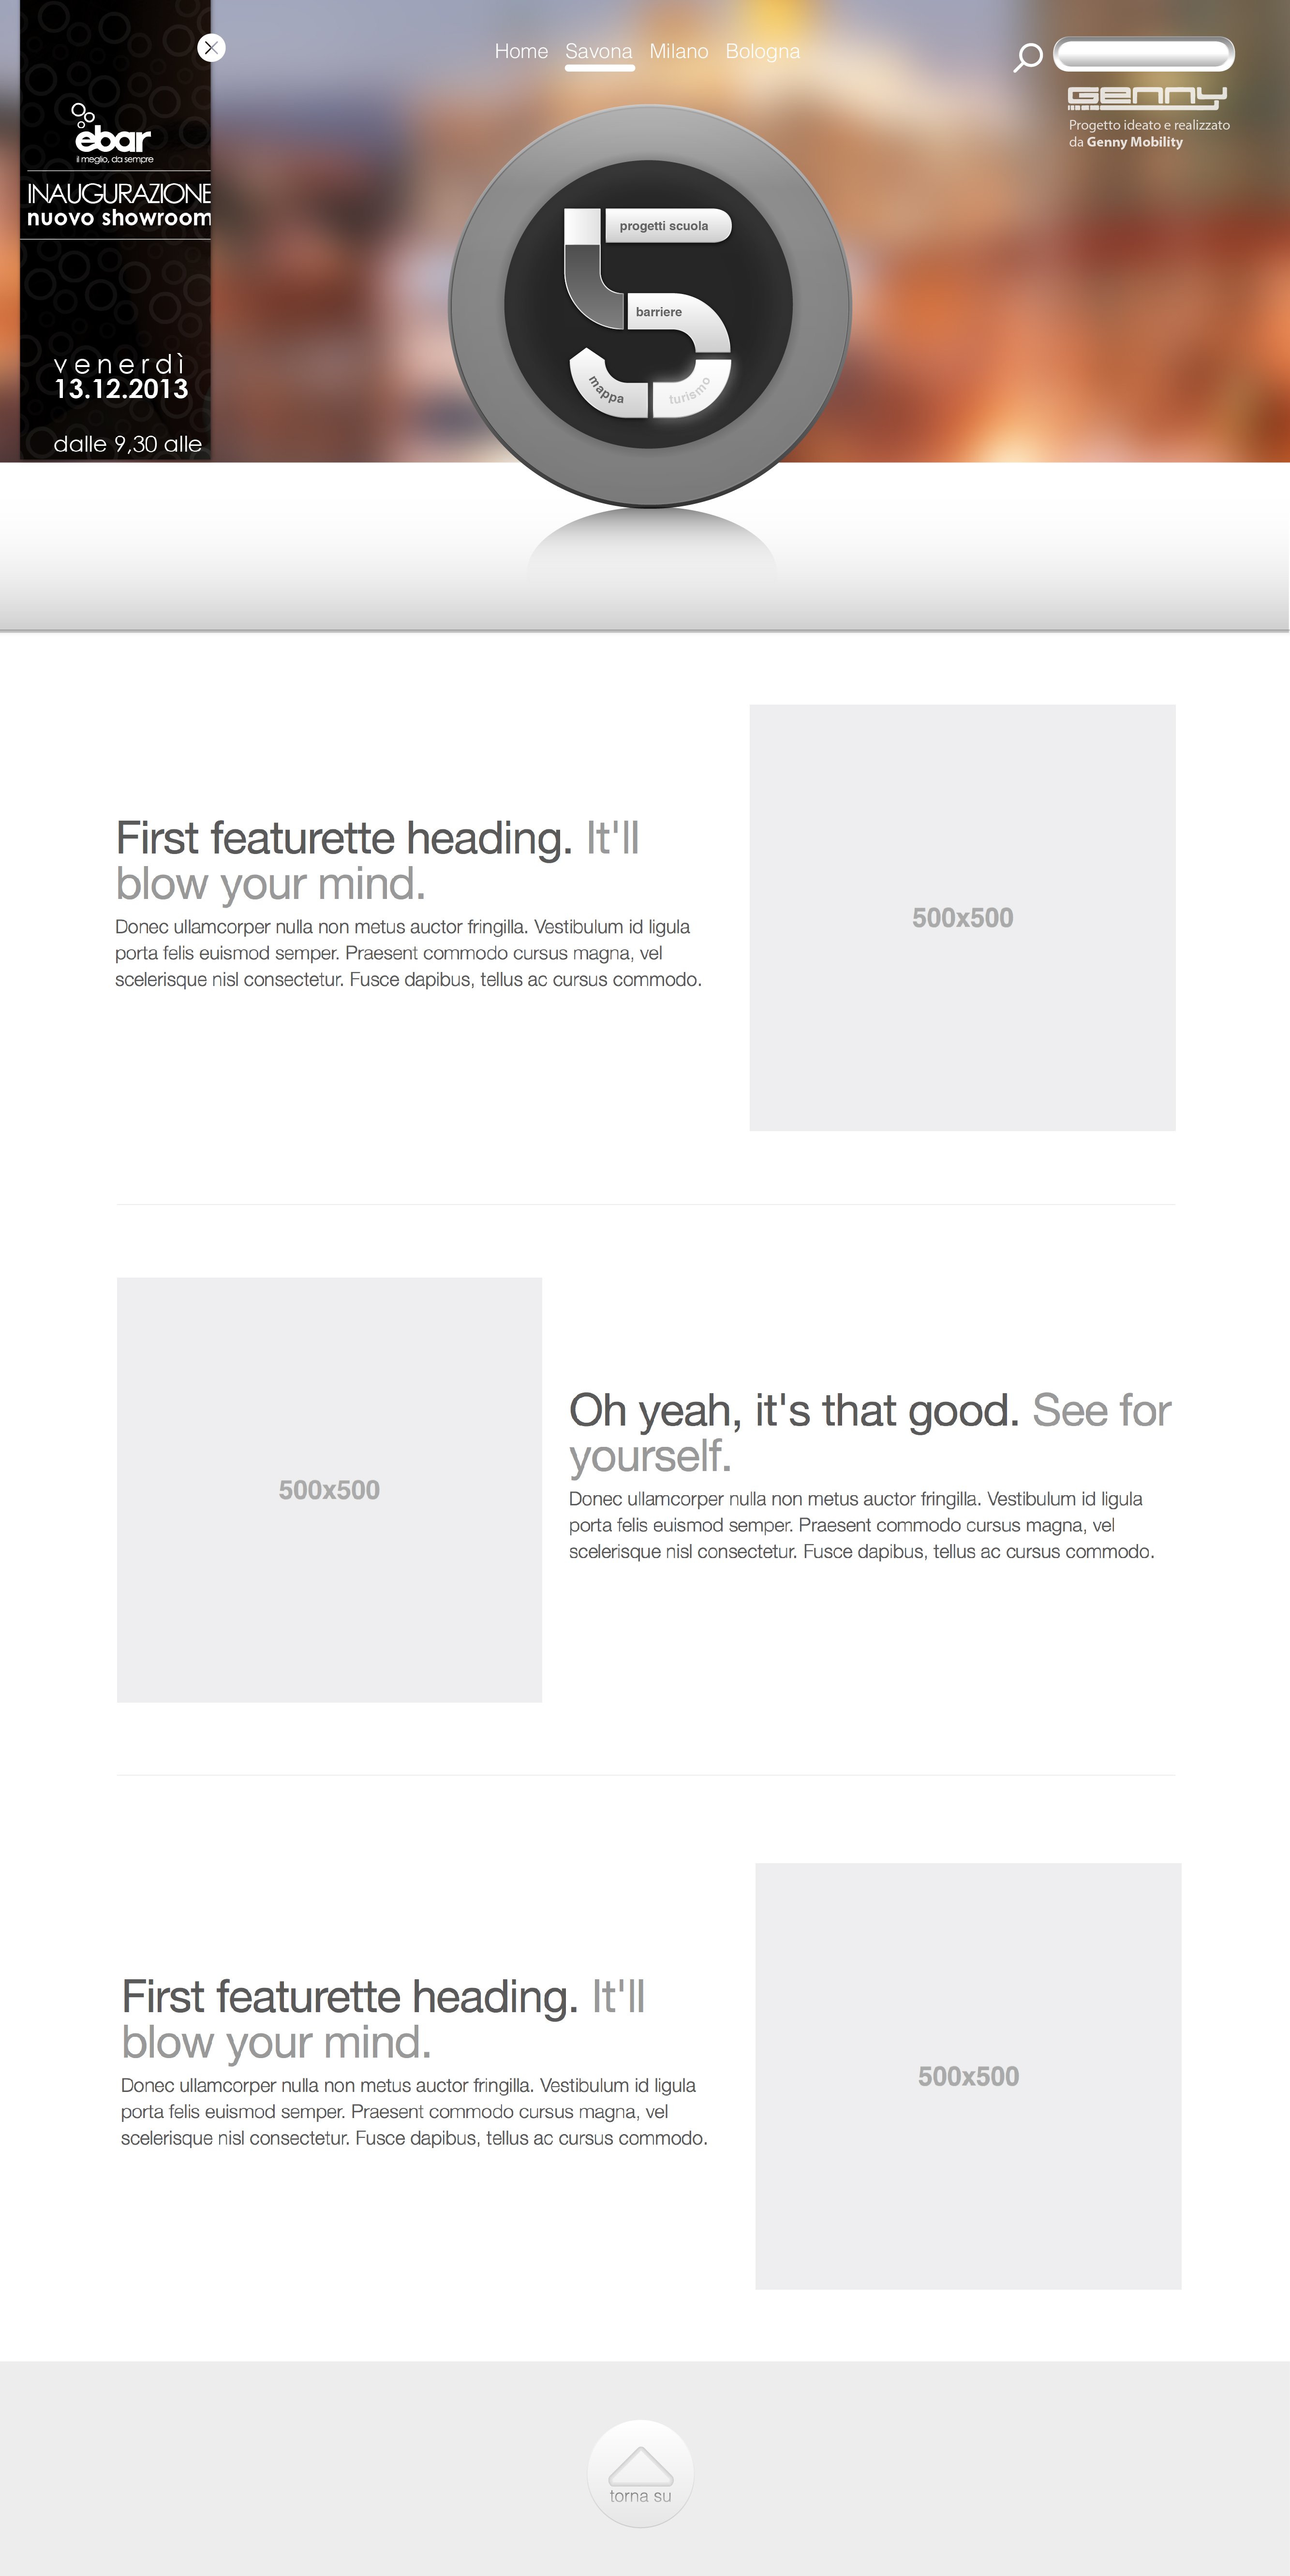 Home Savona Milano Bologna
ebar
il meglio, da sempre
INAUGURAZIONE
nuovo showroom
venerdì
13.12.2013
dalle 9,30 alle
GENNY
Progetto ideato e realizzato
da Genny Mobility
progetti scuola
barriere
turismo
mappa
First featurette heading. It'll
blow your mind.
Donec ullamcorper nulla non metus auctor fringilla. Vestibulum id ligula
porta felis euismod semper. Praesent commodo cursus magna, vel
scelerisque nisl consectetur. Fusce dapibus, tellus ac cursus commodo.
500x500
500x500
Oh yeah, it's that good. See for
yourself.
Donec ullamcorper nulla non metus auctor fringilla. Vestibulum id ligula
porta felis euismod semper. Praesent commodo cursus magna, vel
scelerisque nisl consectetur. Fusce dapibus, tellus ac cursus commodo.
First featurette heading. It'll
blow your mind.
Donec ullamcorper nulla non metus auctor fringilla. Vestibulum id ligula
porta felis euismod semper. Praesent commodo cursus magna, vel
scelerisque nisl consectetur. Fusce dapibus, tellus ac cursus commodo.
500x500
torna su